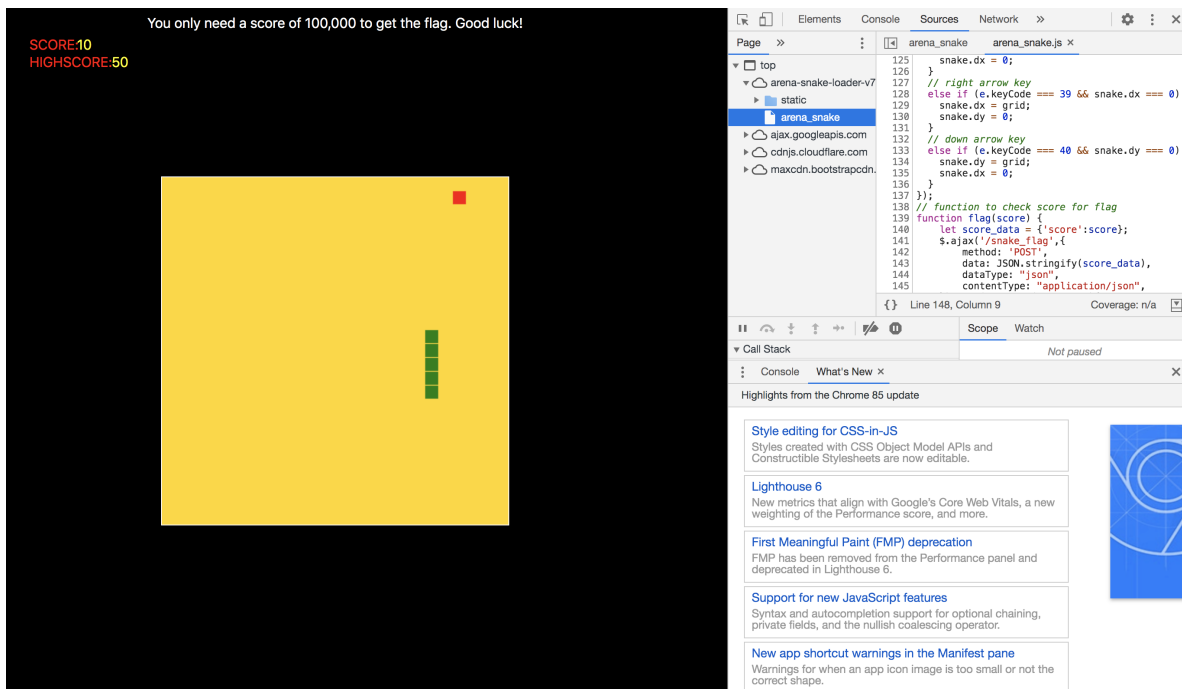 You only need a score of 100,000 to get the flag. Good luck!
SCORE:10
HIGHSCORE:50
Elements Console Sources Network »
Page »
arena_snake arena_snake.js ×
top
arena-snake-loader-v7
static
arena_snake
ajax.googleapis.com
cdnjs.cloudflare.com
maxcdn.bootstrapcdn.
125 snake.dx = 0;
126 }
127 // right arrow key
128 else if (e.keyCode === 39 && snake.dx === 0)
129 snake.dx = grid;
130 snake.dy = 0;
131 }
132 // down arrow key
133 else if (e.keyCode === 40 && snake.dy === 0)
134 snake.dy = grid;
135 snake.dx = 0;
136 }
137 });
138 // function to check score for flag
139 function flag(score) {
140 let score_data = {'score':score};
141 $.ajax('/snake_flag',{
142 method: 'POST',
143 data: JSON.stringify(score_data),
144 dataType: "json",
145 contentType: "application/json",
{} Line 148, Column 9 Coverage: n/a
Scope Watch
Call Stack
Not paused
Console What's New ×
Highlights from the Chrome 85 update
Style editing for CSS-in-JS
Styles created with CSS Object Model APIs and
Constructible Stylesheets are now editable.
Lighthouse 6
New metrics that align with Google's Core Web Vitals, a new
weighting of the Performance score, and more.
First Meaningful Paint (FMP) deprecation
FMP has been removed from the Performance panel and
deprecated in Lighthouse 6.
Support for new JavaScript features
Syntax and autocompletion support for optional chaining,
private fields, and the nullish coalescing operator.
New app shortcut warnings in the Manifest pane
Warnings for when an app icon image is too small or not the
correct shape.